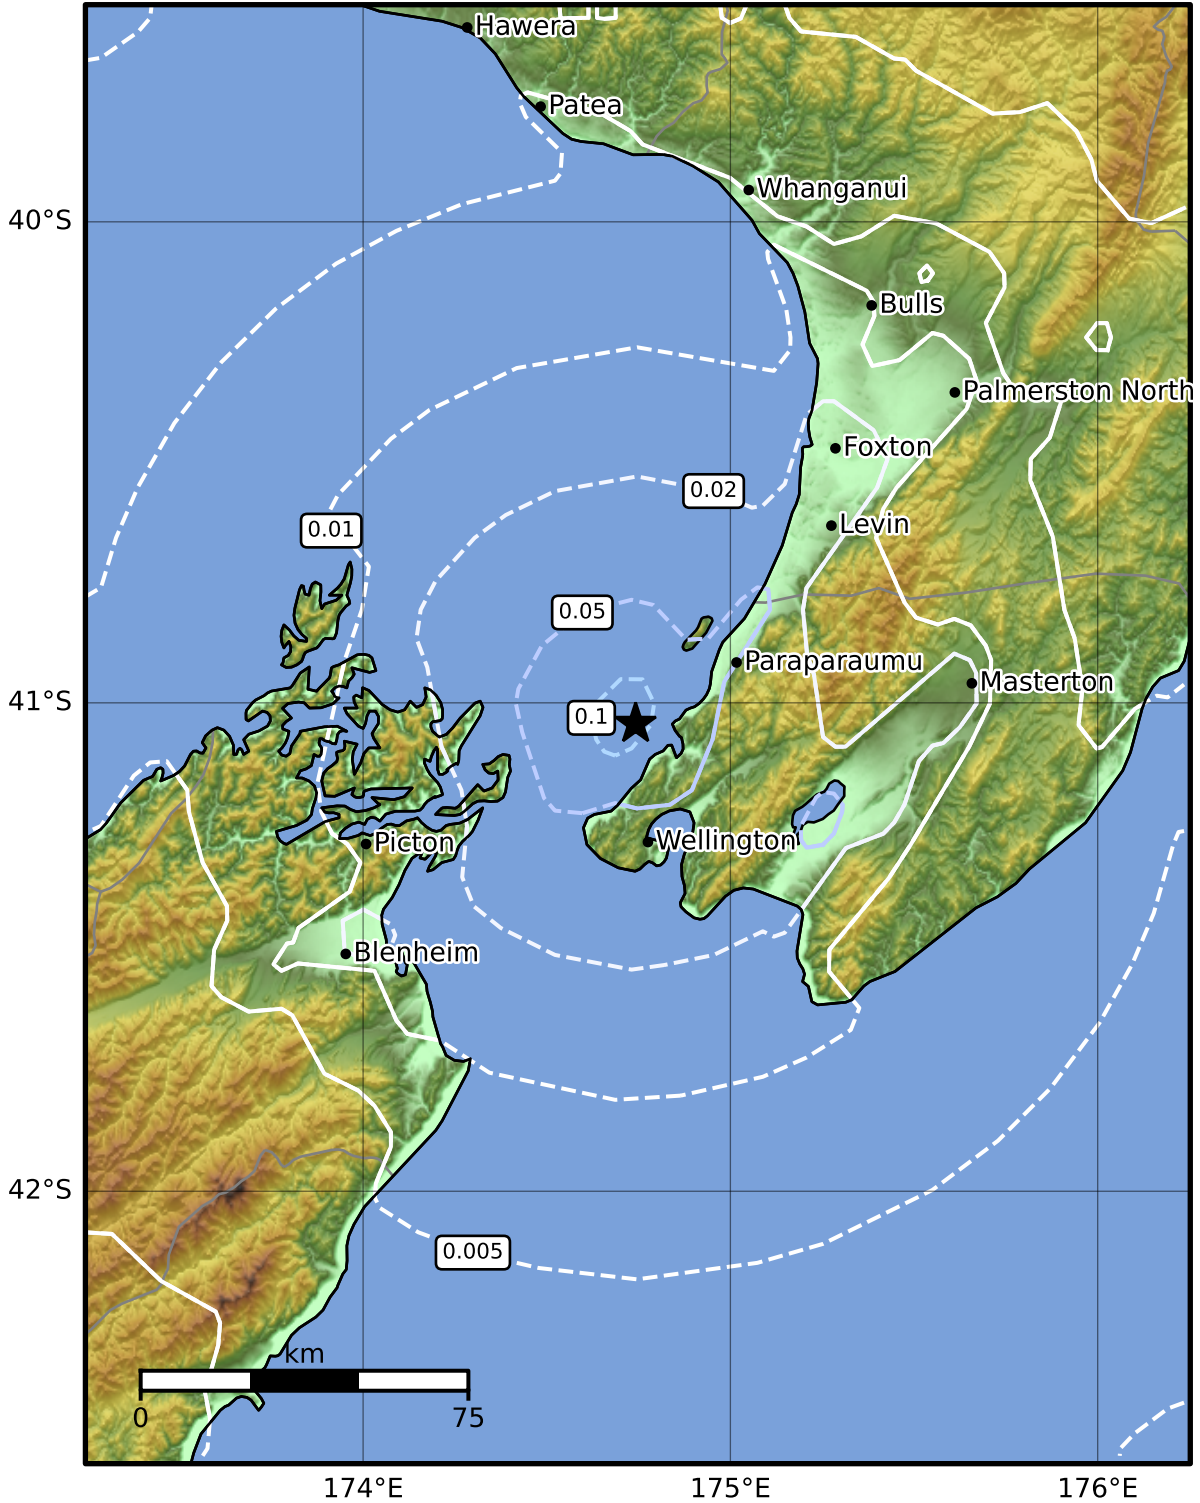 Hawera
Patea
Whanganui
40°S
Bulls
Palmerston North
Foxton
0.02
0.01
Levin
0.05
Paraparaumu
Masterton
41°S
0.1
Picton
Wellington
Blenheim
42°S
0.005
km
0
75
174°E
175°E
176°E